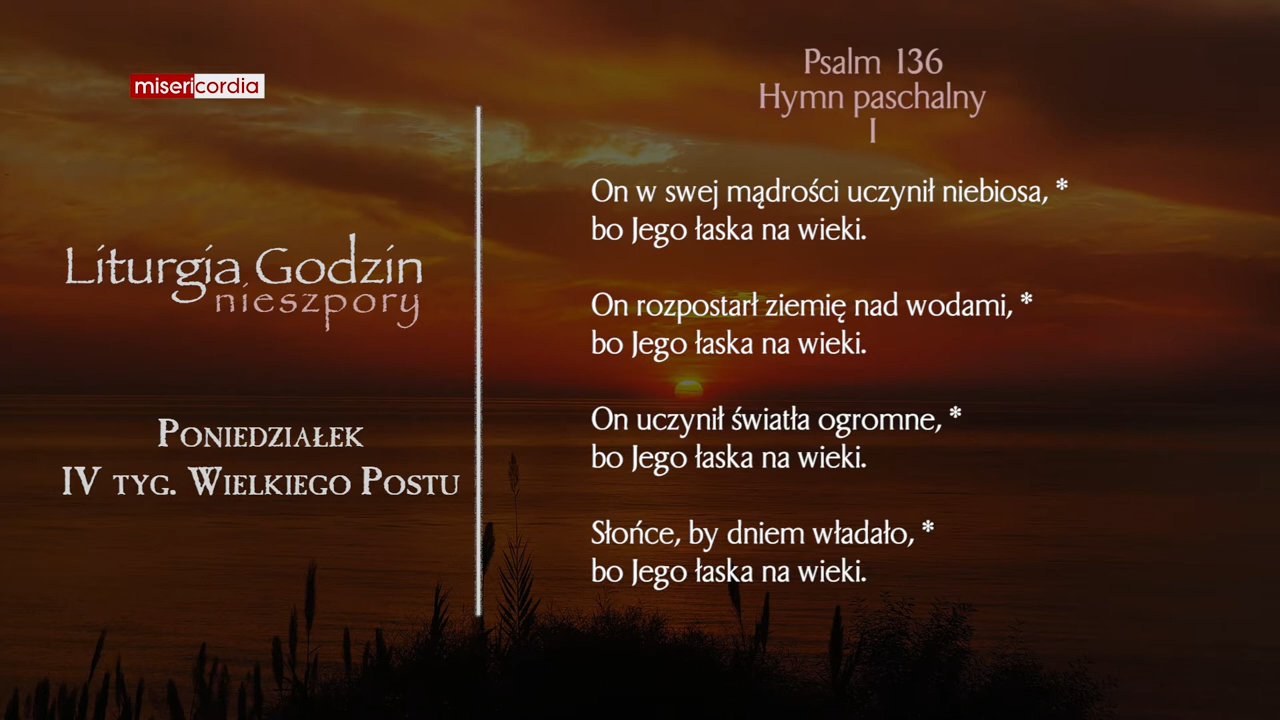 misericordia
Liturgia Godzin
nieszpory
Poniedziałek
IV tyg. Wielkiego Postu
Psalm 136
Hymn paschalny
I
On w swej mądrości uczynił niebiosa, *
bo Jego łaska na wieki.
On rozpostarł ziemię nad wodami, *
bo Jego łaska na wieki.
On uczynił światła ogromne, *
bo Jego łaska na wieki.
Słońce, by dniem władało, *
bo Jego łaska na wieki.